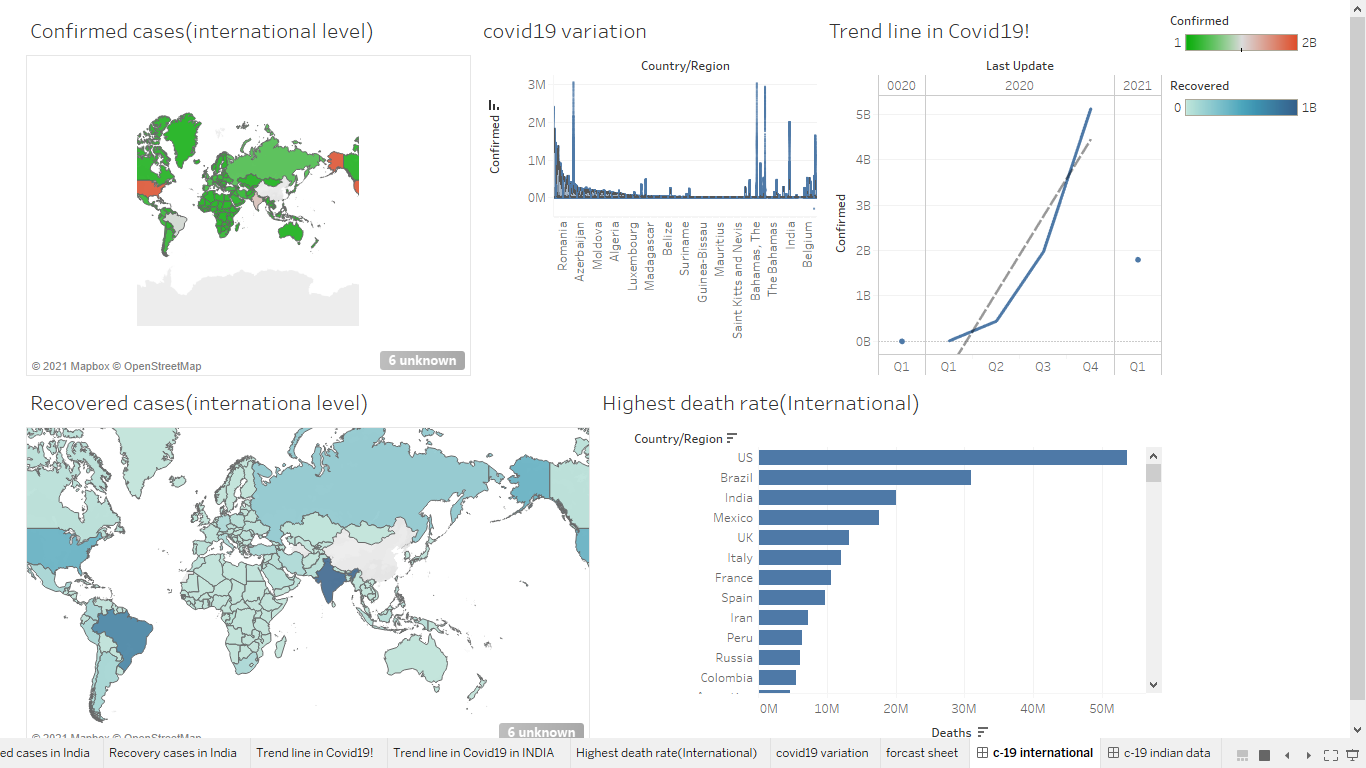 Confirmed cases(international level)
© 2021 Mapbox © OpenStreetMap
6 unknown
covid19 variation
Country/Region
Confirmed
3M
1M
1M
0M
Romania
Azerbaijan
Moldova
Algeria
Luxembourg
Madagascar
Belize
Suriname
Guinea-Bissau
Mauritius
Saint Kitts and Nevis
Bahamas, The
The Bahamas
India
Belgium
Trend line in Covid19!
Last Update
0020 2020 2021
Confirmed
5B
4B
3B
2B
1B
0B
Q1 Q1 Q2 Q3 Q4 Q1
Confirmed
1 2B
Recovered
0 1B
Recovered cases(internationa level)
© 2021 Mapbox © OpenStreetMap
6 unknown
Highest death rate(International)
Country/Region
US
Brazil
India
Mexico
UK
Italy
France
Spain
Iran
Peru
Russia
Colombia
0M 10M 20M 30M 40M 50M
Deaths
ed cases in India Recovery cases in India Trend line in Covid19! Trend line in Covid19 in INDIA Highest death rate(International) covid19 variation forcast sheet c-19 international c-19 indian data